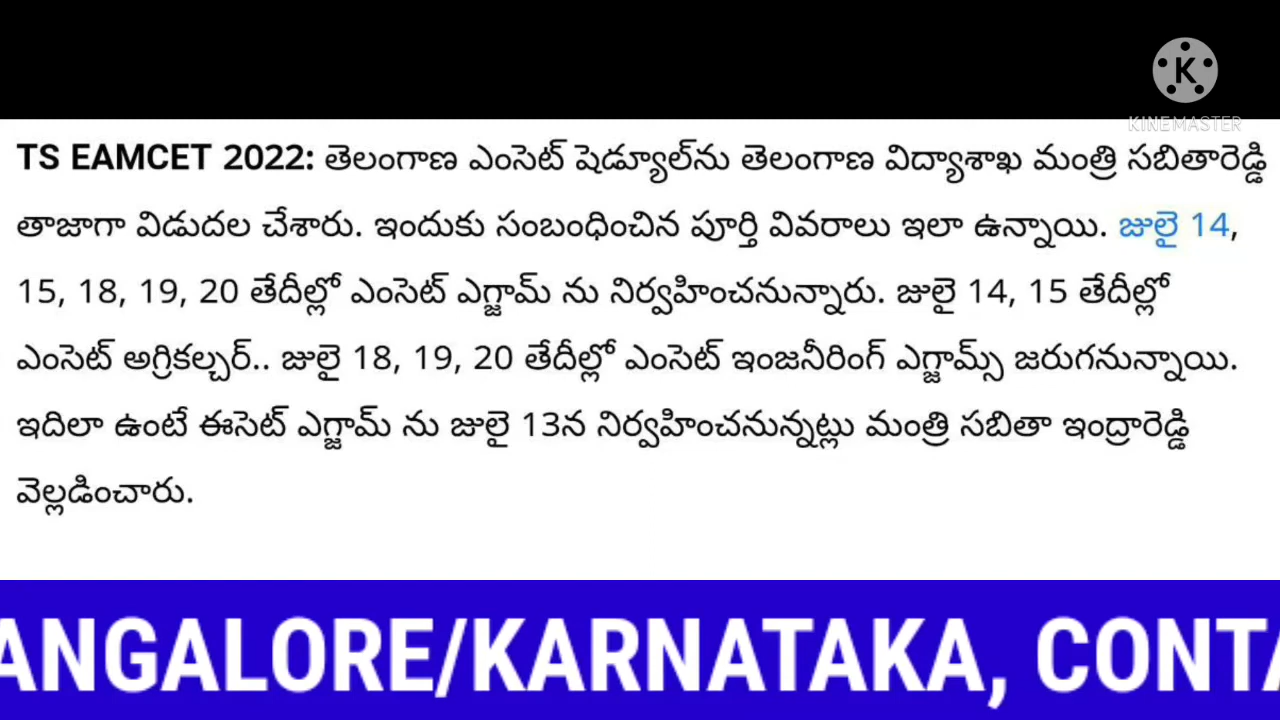 KINEMASTER
TS EAMCET 2022: తెలంగాణ ఎంసెట్ షెడ్యూల్‌ను తెలంగాణ విద్యాశాఖ మంత్రి సబితారెడ్డి
తాజాగా విడుదల చేశారు. ఇందుకు సంబంధించిన పూర్తి వివరాలు ఇలా ఉన్నాయి. జులై 14,
15, 18, 19, 20 తేదీల్లో ఎంసెట్ ఎగ్జామ్ ను నిర్వహించనున్నారు. జులై 14, 15 తేదీల్లో
ఎంసెట్ అగ్రికల్చర్.. జులై 18, 19, 20 తేదీల్లో ఎంసెట్ ఇంజనీరింగ్ ఎగ్జామ్స్ జరుగనున్నాయి.
ఇదిలా ఉంటే ఈసెట్ ఎగ్జామ్ ను జులై 13న నిర్వహించనున్నట్లు మంత్రి సబితా ఇంద్రారెడ్డి
వెల్లడించారు.
ANGALORE/KARNATAKA, CONTA